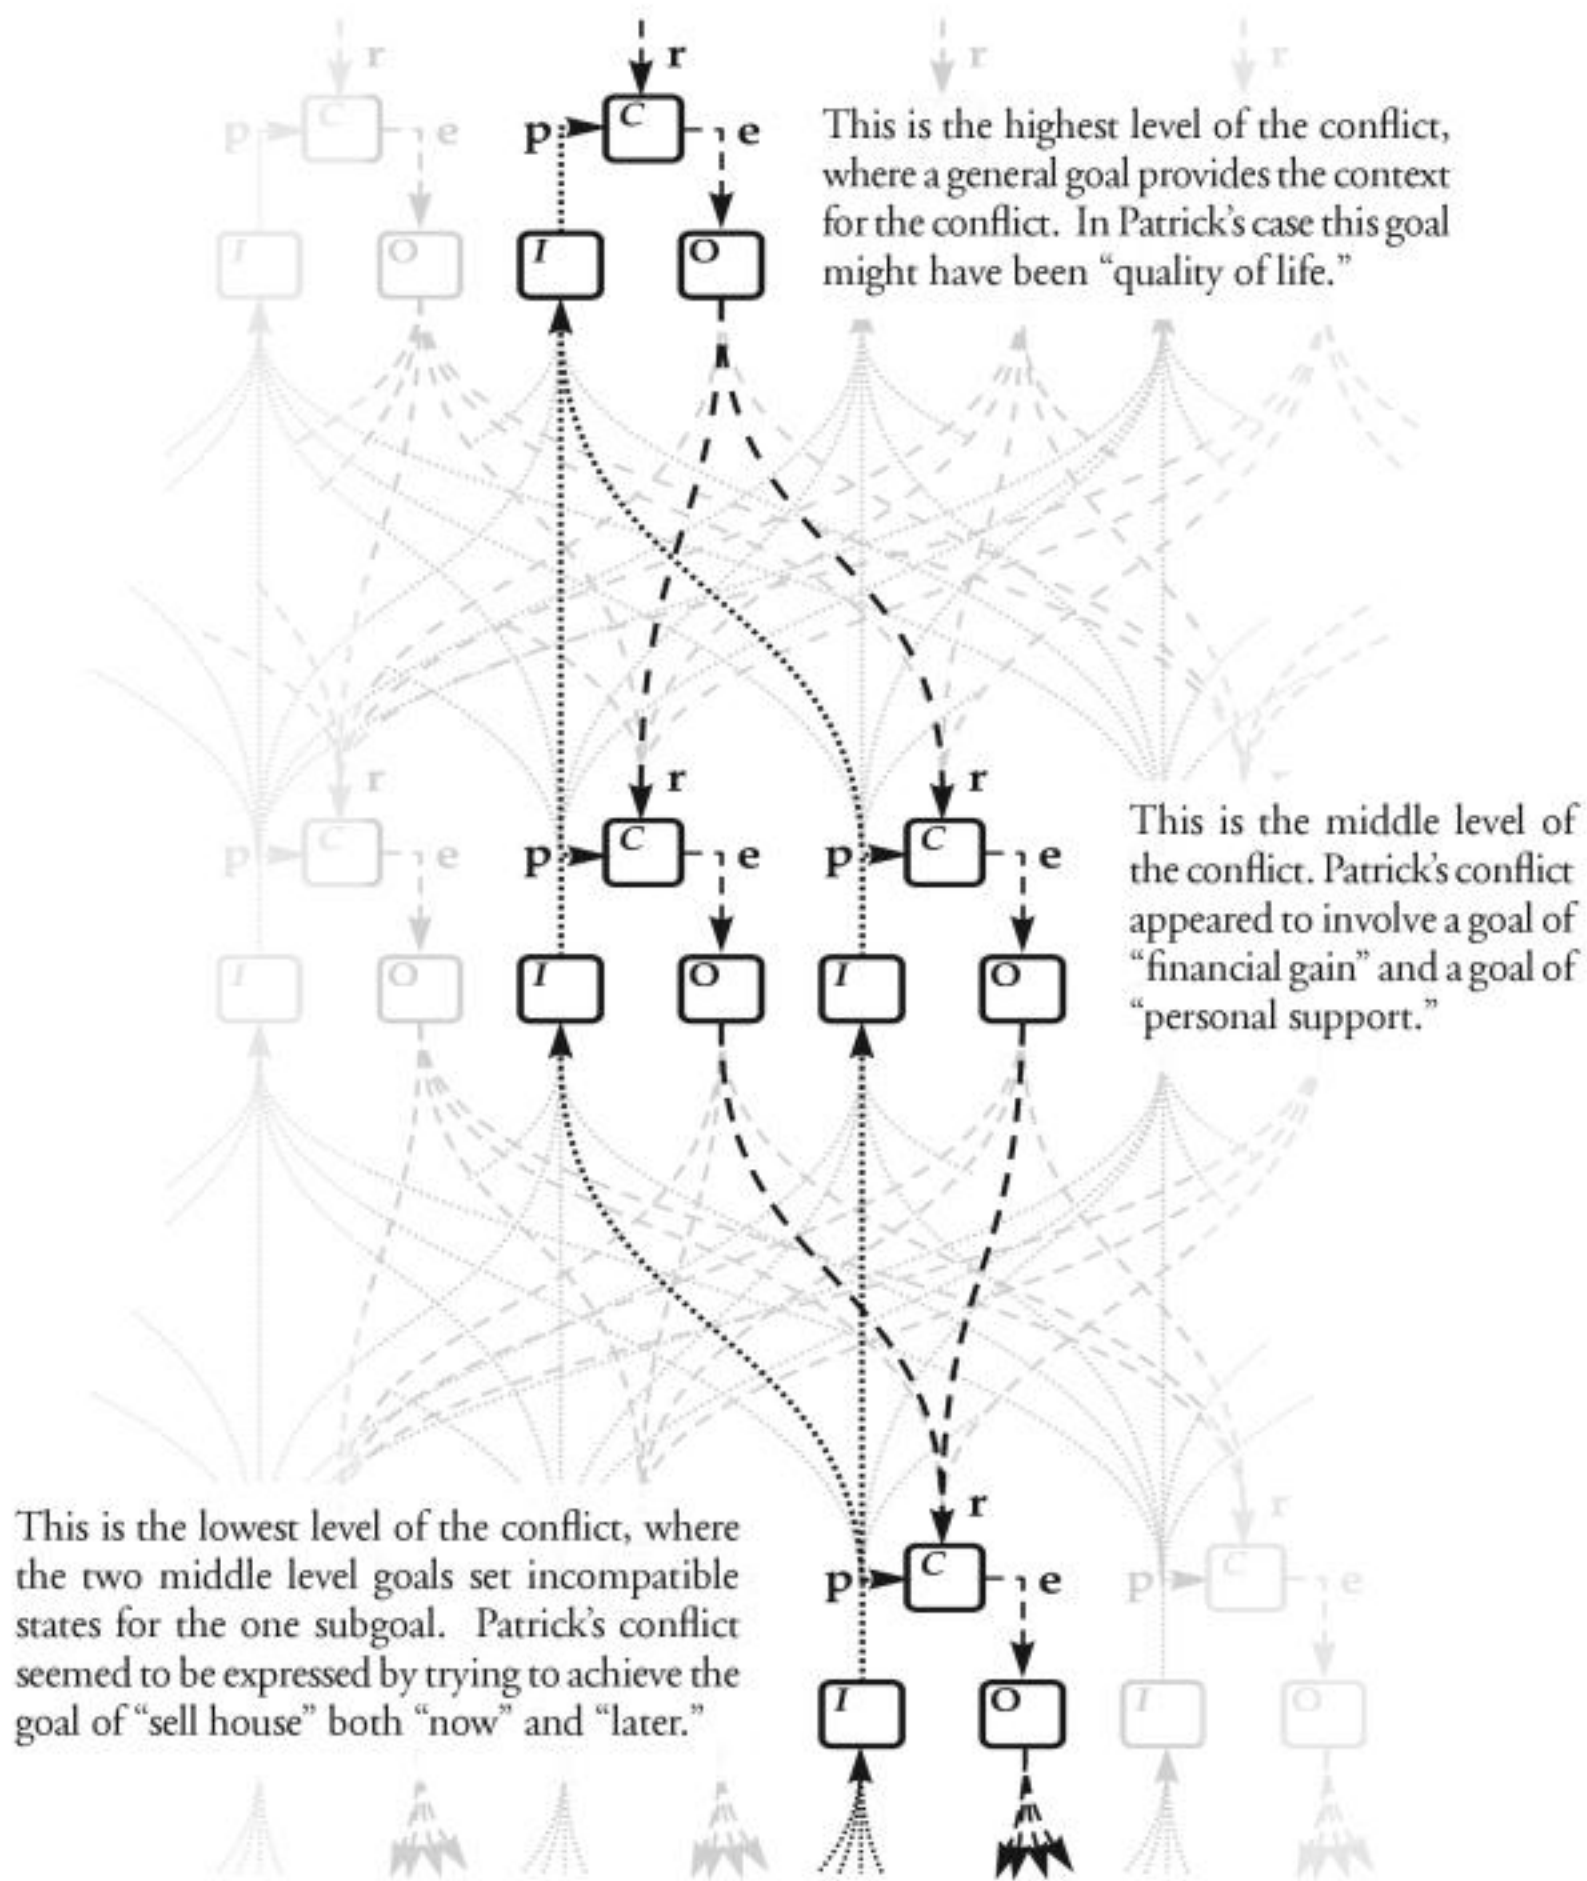 r r r r
p C e p C e
This is the highest level of the conflict,
where a general goal provides the context
for the conflict. In Patrick's case this goal
might have been “quality of life.”
I O I O
r r r
p C e p C e p C e
This is the middle level of
the conflict. Patrick's conflict
appeared to involve a goal of
“financial gain” and a goal of
“personal support.”
I O I O I O
This is the lowest level of the conflict, where
the two middle level goals set incompatible
states for the one subgoal. Patrick's conflict
seemed to be expressed by trying to achieve the
goal of “sell house” both “now” and “later.”
r r
p C e p C e
I O I O